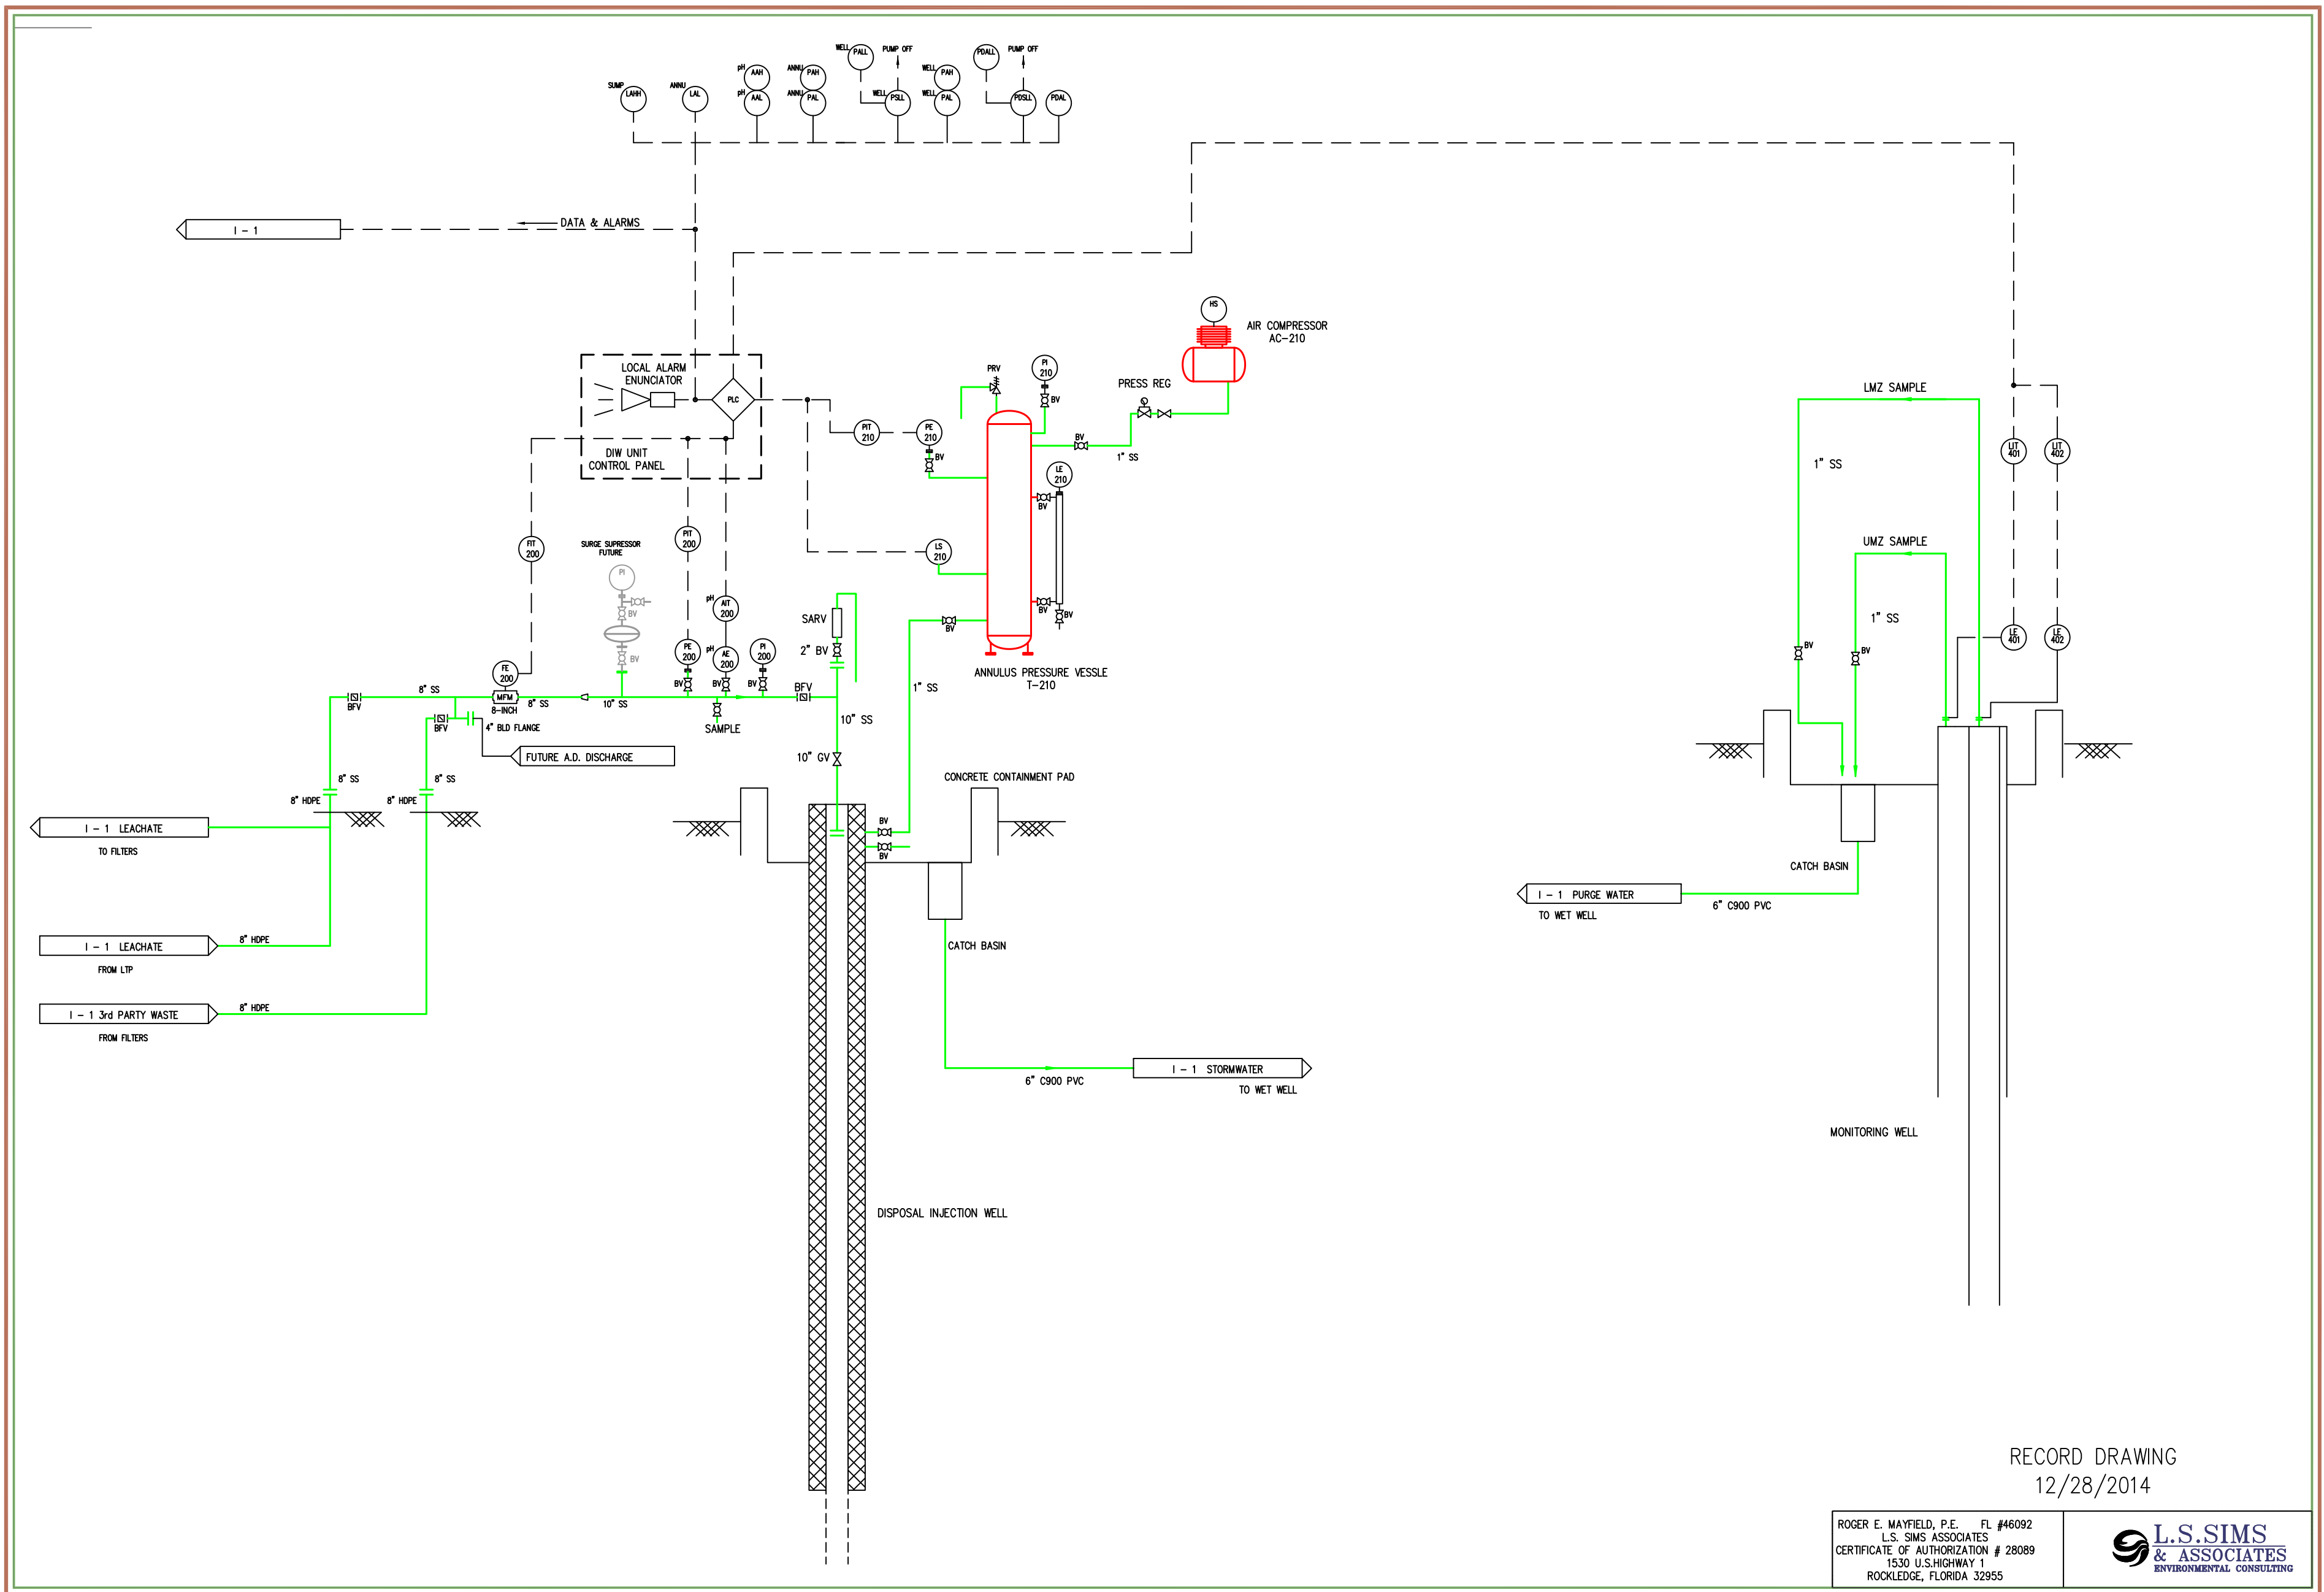 WELL
PALL
PUMP OFF
PDALL
PUMP OFF
pH
AAH
ANNU
PAH
WELL
PAH
SUMP
LAHH
ANNU
LAL
pH
AAL
ANNU
PAL
WELL
PSLL
WELL
PAL
PDSLL
PDAL
I - 1
DATA & ALARMS
HS
AIR COMPRESSOR
AC-210
LOCAL ALARM
ENUNCIATOR
PLC
DIW UNIT
CONTROL PANEL
PRV
PI
210
BV
PRESS REG
BV
1" SS
PIT
210
PE
210
BV
LE
210
BV
BV
BV
LS
210
BV
ANNULUS PRESSURE VESSLE
T-210
LMZ SAMPLE
1" SS
UMZ SAMPLE
1" SS
LIT
401
LIT
402
LE
401
LE
402
BV
BV
FIT
200
SURGE SUPRESSOR
FUTURE
PI
BV
BV
PIT
200
pH
AIT
200
PE
200
pH
AE
200
PI
200
BV
BV
BV
SARV
2" BV
BFV
FE
200
MFM
8-INCH
8" SS
8" SS
10" SS
BFV
BFV
4" BLD FLANGE
SAMPLE
10" SS
1" SS
FUTURE A.D. DISCHARGE
10" GV
8" SS
8" SS
8" HDPE
8" HDPE
CONCRETE CONTAINMENT PAD
I - 1 LEACHATE
TO FILTERS
BV
BV
I - 1 LEACHATE
8" HDPE
FROM LTP
CATCH BASIN
I - 1 3rd PARTY WASTE
8" HDPE
FROM FILTERS
6" C900 PVC
I - 1 STORMWATER
TO WET WELL
CATCH BASIN
I - 1 PURGE WATER
6" C900 PVC
TO WET WELL
MONITORING WELL
DISPOSAL INJECTION WELL
RECORD DRAWING
12/28/2014
ROGER E. MAYFIELD, P.E. FL #46092
L.S. SIMS ASSOCIATES
CERTIFICATE OF AUTHORIZATION # 28089
1530 U.S.HIGHWAY 1
ROCKLEDGE, FLORIDA 32955
L.S.SIMS
& ASSOCIATES
ENVIRONMENTAL CONSULTING